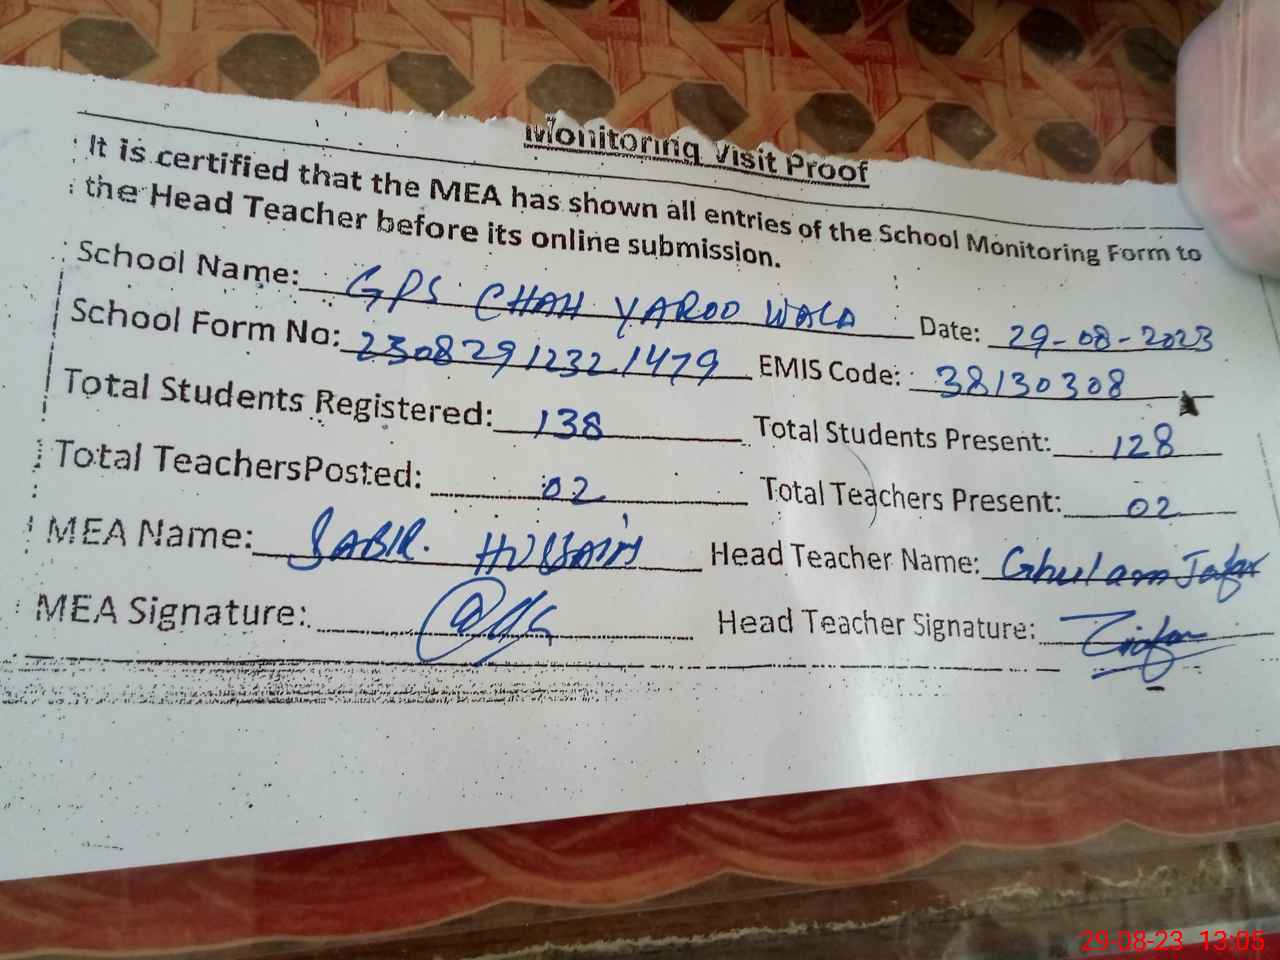 Monitoring Visit Proof
It is certified that the MEA has shown all entries of the School Monitoring Form to
the Head Teacher before its online submission.
School Name: GPS CHAH YAROO WALA Date: 29-08-2023
School Form No: 23082912321479 EMIS Code: 38130308
Total Students Registered: 138 Total Students Present: 128
Total TeachersPosted: 02 Total Teachers Present: 02
MEA Name: SABIR. HUSSAIN Head Teacher Name: Ghulam Jafar
MEA Signature: Head Teacher Signature:
29-08-23 13:05